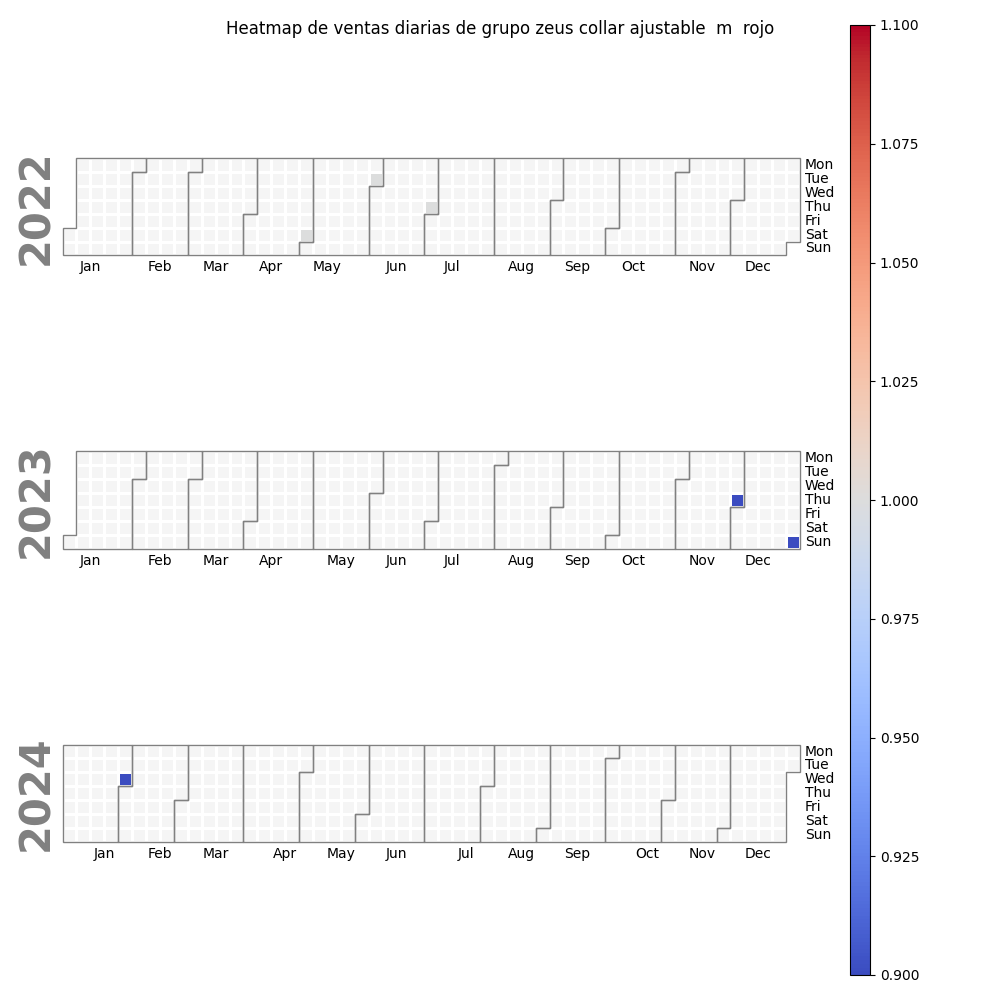 Heatmap de ventas diarias de grupo zeus collar ajustable  m  rojo
2022
Mon
Tue
Wed
Thu
Fri
Sat
Sun
Jan Feb Mar Apr May Jun Jul Aug Sep Oct Nov Dec
2023
Mon
Tue
Wed
Thu
Fri
Sat
Sun
Jan Feb Mar Apr May Jun Jul Aug Sep Oct Nov Dec
2024
Mon
Tue
Wed
Thu
Fri
Sat
Sun
Jan Feb Mar Apr May Jun Jul Aug Sep Oct Nov Dec
1.100
1.075
1.050
1.025
1.000
0.975
0.950
0.925
0.900